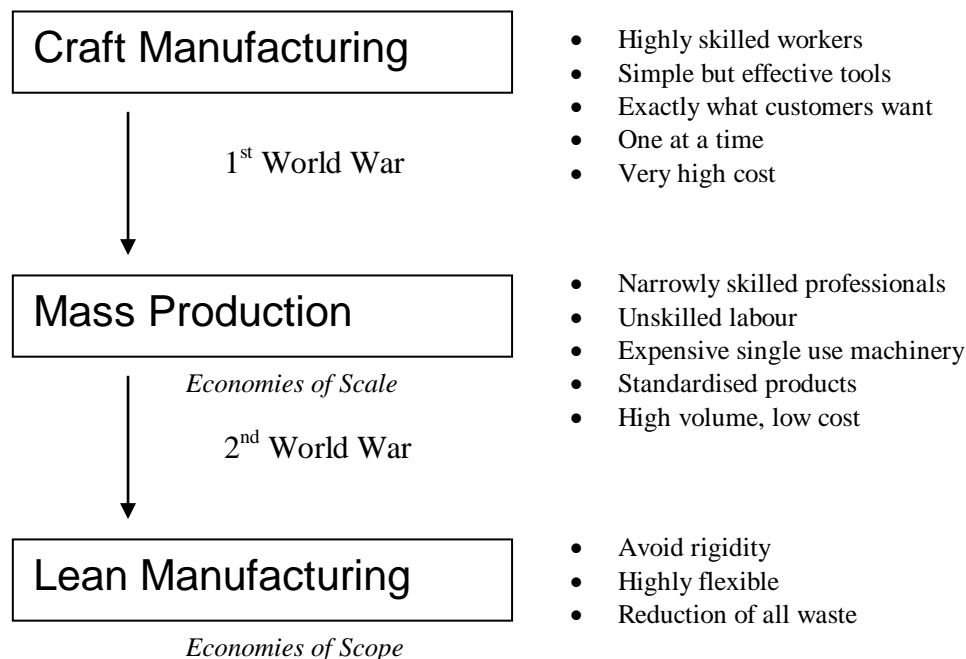 Craft Manufacturing
• Highly skilled workers
• Simple but effective tools
• Exactly what customers want
• One at a time
• Very high cost
1st World War
Mass Production
Economies of Scale
• Narrowly skilled professionals
• Unskilled labour
• Expensive single use machinery
• Standardised products
• High volume, low cost
2nd World War
Lean Manufacturing
Economies of Scope
• Avoid rigidity
• Highly flexible
• Reduction of all waste